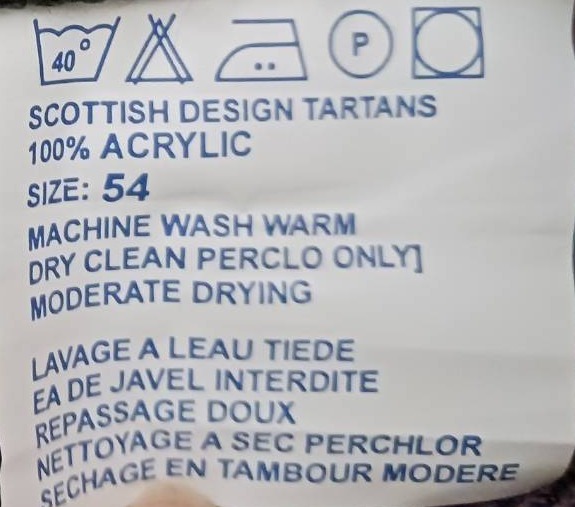 40°
P
SCOTTISH DESIGN TARTANS
100% ACRYLIC
SIZE: 54
MACHINE WASH WARM
DRY CLEAN PERCLO ONLY]
MODERATE DRYING
LAVAGE A LEAU TIEDE
EA DE JAVEL INTERDITE
REPASSAGE DOUX
NETTOYAGE A SEC PERCHLOR
SECHAGE EN TAMBOUR MODERE